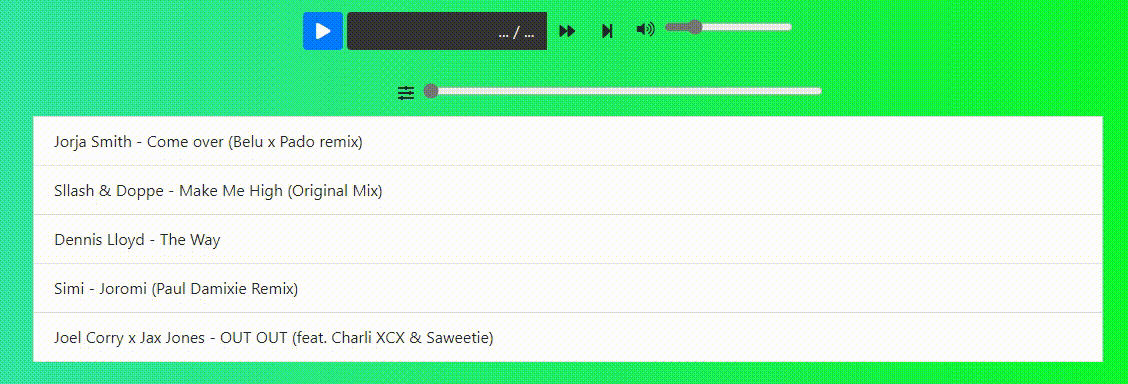 ... / ...
Jorja Smith - Come over (Belu x Pado remix)
Sllash & Doppe - Make Me High (Original Mix)
Dennis Lloyd - The Way
Simi - Joromi (Paul Damixie Remix)
Joel Corry x Jax Jones - OUT OUT (feat. Charli XCX & Saweetie)